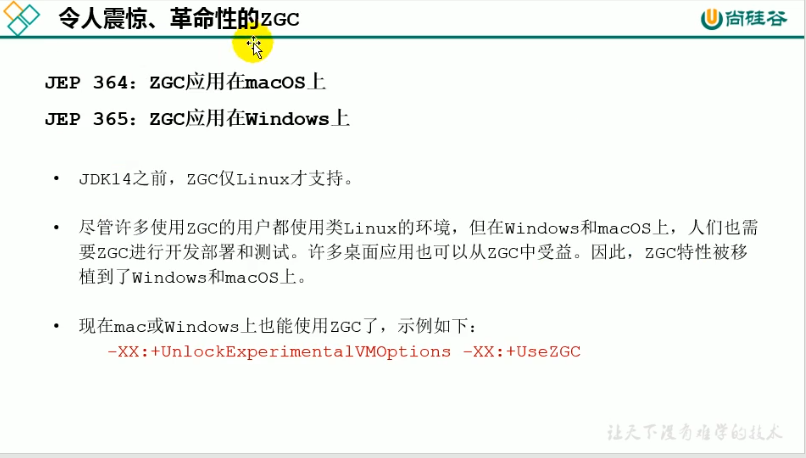 令人震惊、革命性的ZGC
尚硅谷
JEP 364：ZGC应用在macOS上
JEP 365：ZGC应用在Windows上
• JDK14之前，ZGC仅Linux才支持。
• 尽管许多使用ZGC的用户都使用类Linux的环境，但在Windows和macOS上，人们也需
要ZGC进行开发部署和测试。许多桌面应用也可以从ZGC中受益。因此，ZGC特性被移
植到了Windows和macOS上。
• 现在mac或Windows上也能使用ZGC了，示例如下：
-XX:+UnlockExperimentalVMOptions -XX:+UseZGC
让天下没有难学的技术